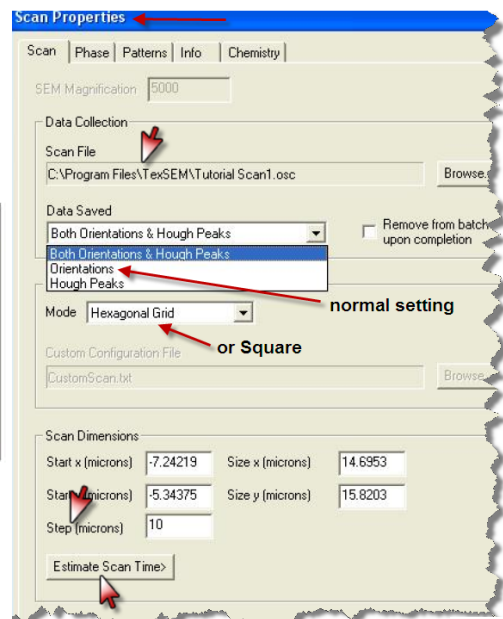 Scan Properties
Scan Phase Patterns Info Chemistry
SEM Magnification 5000
Data Collection
Scan File
C:\Program Files\TexSEM\Tutorial Scan1.osc Browse
Data Saved
Both Orientations & Hough Peaks Remove from batch
upon completion
Both Orientations & Hough Peaks
Orientations
Hough Peaks
normal setting
Mode Hexagonal Grid
or Square
Custom Configuration File
CustomScan.txt Browse
Scan Dimensions
Start x (microns) -7.24219 Size x (microns) 14.6953
Start (microns) -5.34375 Size y (microns) 15.8203
Step (microns) 10
Estimate Scan Time>